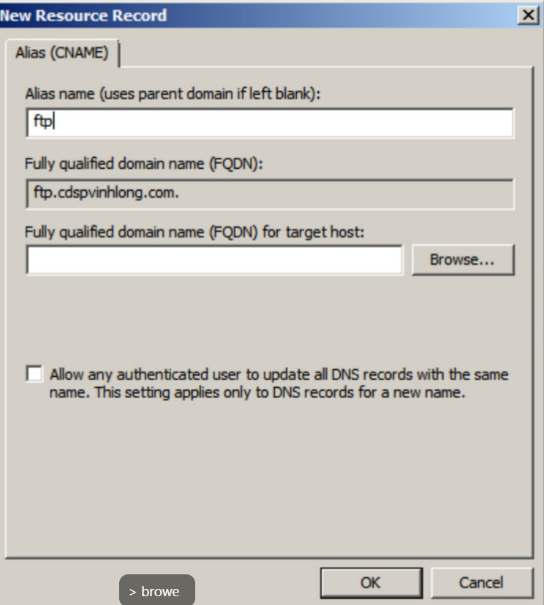 New Resource Record
Alias (CNAME)
Alias name (uses parent domain if left blank):
ftp
Fully qualified domain name (FQDN):
ftp.cdspvinhlong.com.
Fully qualified domain name (FQDN) for target host:
Browse...
Allow any authenticated user to update all DNS records with the same
name. This setting applies only to DNS records for a new name.
OK
Cancel
> browe